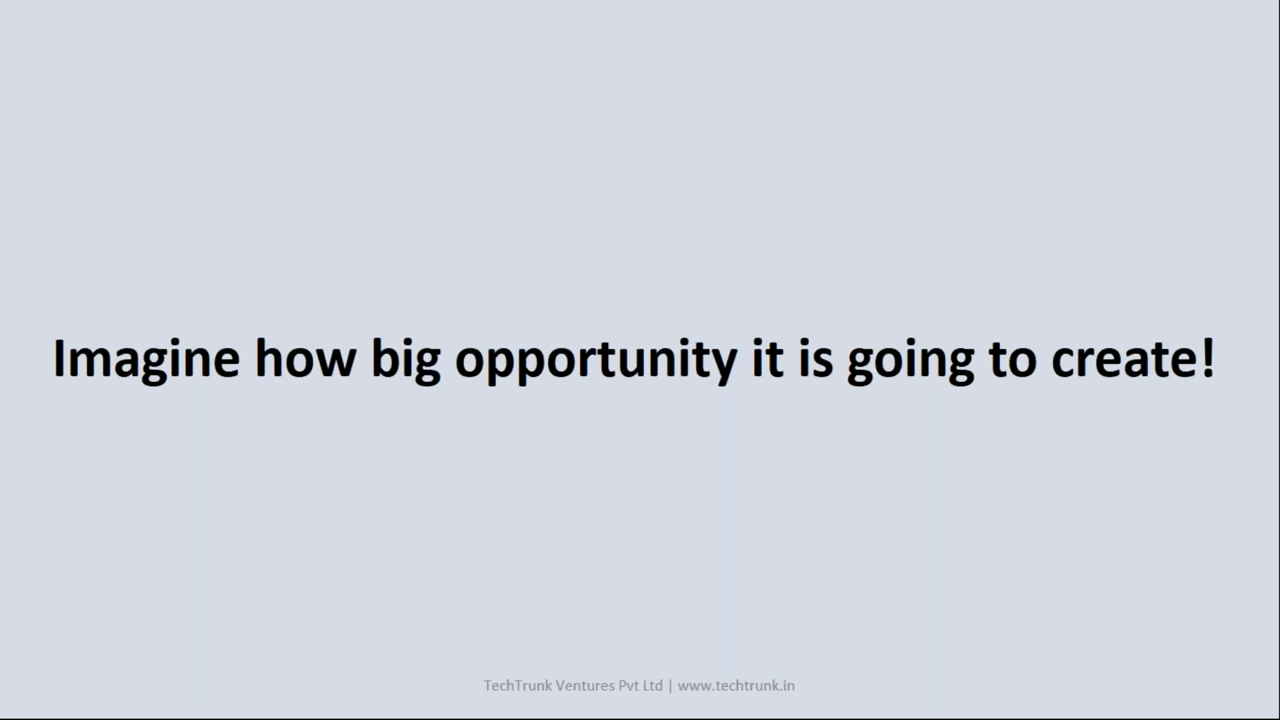 Imagine how big opportunity it is going to create!
TechTrunk Ventures Pvt Ltd | www.techtrunk.in